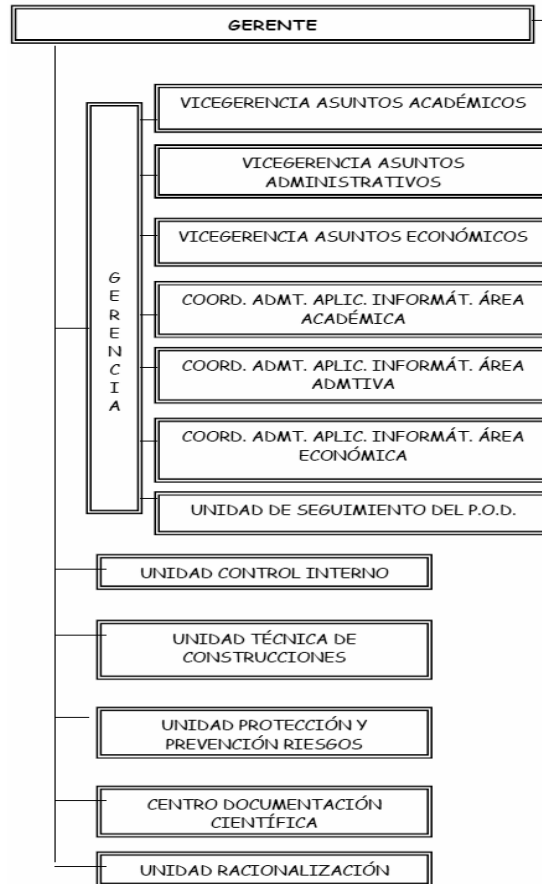 GERENTE
VICEGERENCIA ASUNTOS ACADÉMICOS
VICEGERENCIA ASUNTOS
ADMINISTRATIVOS
VICEGERENCIA ASUNTOS ECONÓMICOS
GERENCIA
COORD. ADMT. APLIC. INFORMÁT. ÁREA
ACADÉMICA
COORD. ADMT. APLIC. INFORMÁT. ÁREA
ADMTIVA
COORD. ADMT. APLIC. INFORMÁT. ÁREA
ECONÓMICA
UNIDAD DE SEGUIMIENTO DEL P.O.D.
UNIDAD CONTROL INTERNO
UNIDAD TÉCNICA DE
CONSTRUCCIONES
UNIDAD PROTECCIÓN Y
PREVENCIÓN RIESGOS
CENTRO DOCUMENTACIÓN
CIENTÍFICA
UNIDAD RACIONALIZACIÓN